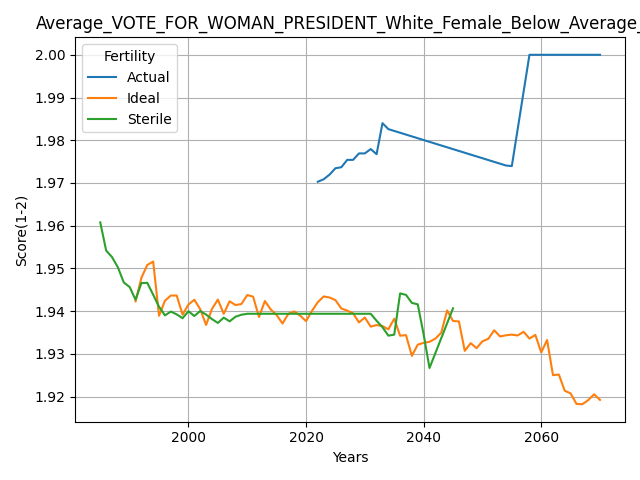 Average_VOTE_FOR_WOMAN_PRESIDENT_White_Female_Below_Average_
Fertility
Actual
Ideal
Sterile
2.00
1.99
1.98
1.97
1.96
1.95
1.94
1.93
1.92
Score(1-2)
2000 2020 2040 2060
Years